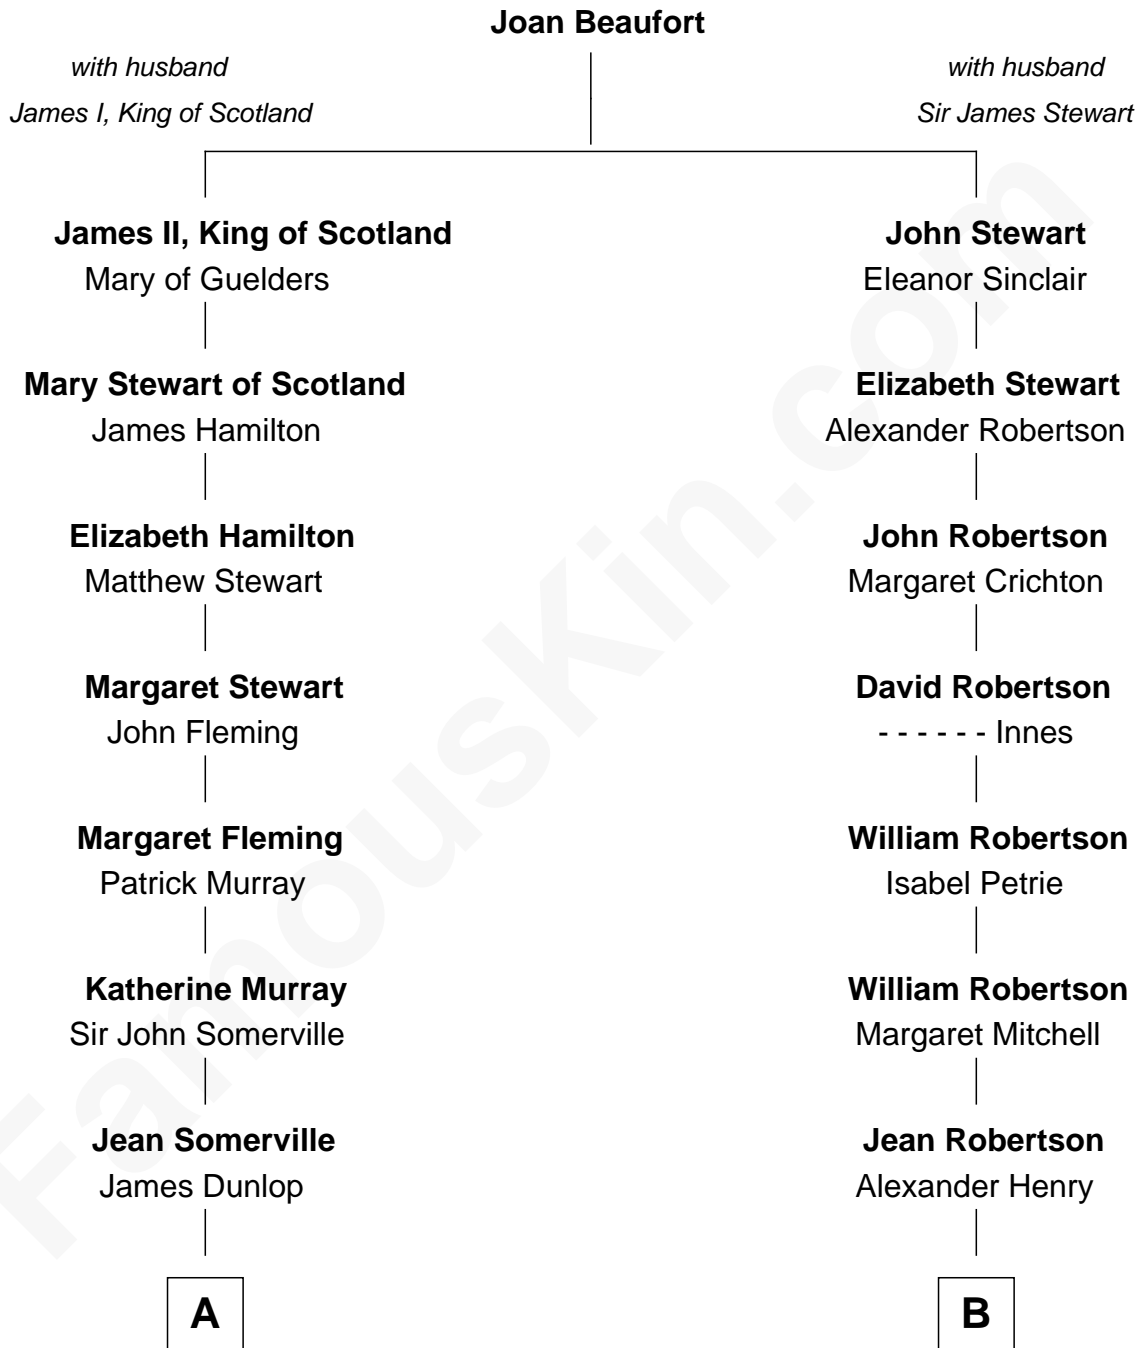 Joan Beaufort
with husband
James I, King of Scotland
with husband
Sir James Stewart
James II, King of Scotland
Mary of Guelders
John Stewart
Eleanor Sinclair
Mary Stewart of Scotland
James Hamilton
Elizabeth Stewart
Alexander Robertson
Elizabeth Hamilton
Matthew Stewart
John Robertson
Margaret Crichton
Margaret Stewart
John Fleming
David Robertson
- - - - - - Innes
Margaret Fleming
Patrick Murray
William Robertson
Isabel Petrie
Katherine Murray
Sir John Somerville
William Robertson
Margaret Mitchell
Jean Somerville
James Dunlop
Jean Robertson
Alexander Henry
A
B
FamousKin.com